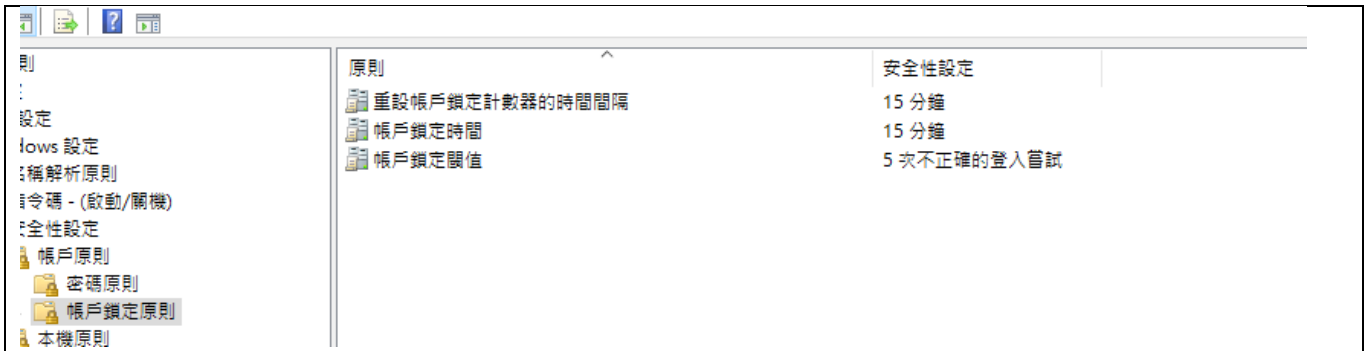 則
原則 安全性設定
重設帳戶鎖定計數器的時間間隔 15 分鐘
設定
帳戶鎖定時間 15 分鐘
dows 設定
帳戶鎖定閾值 5 次不正確的登入嘗試
名稱解析原則
指令碼 - (啟動/關機)
安全性設定
帳戶原則
密碼原則
帳戶鎖定原則
本機原則